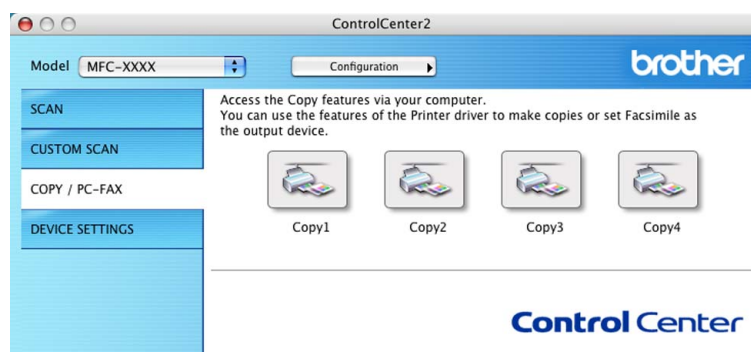 ControlCenter2
Model MFC-XXXX Configuration brother
SCAN
CUSTOM SCAN
COPY / PC-FAX
DEVICE SETTINGS
Access the Copy features via your computer.
You can use the features of the Printer driver to make copies or set Facsimile as
the output device.
Copy1 Copy2 Copy3 Copy4
Control Center